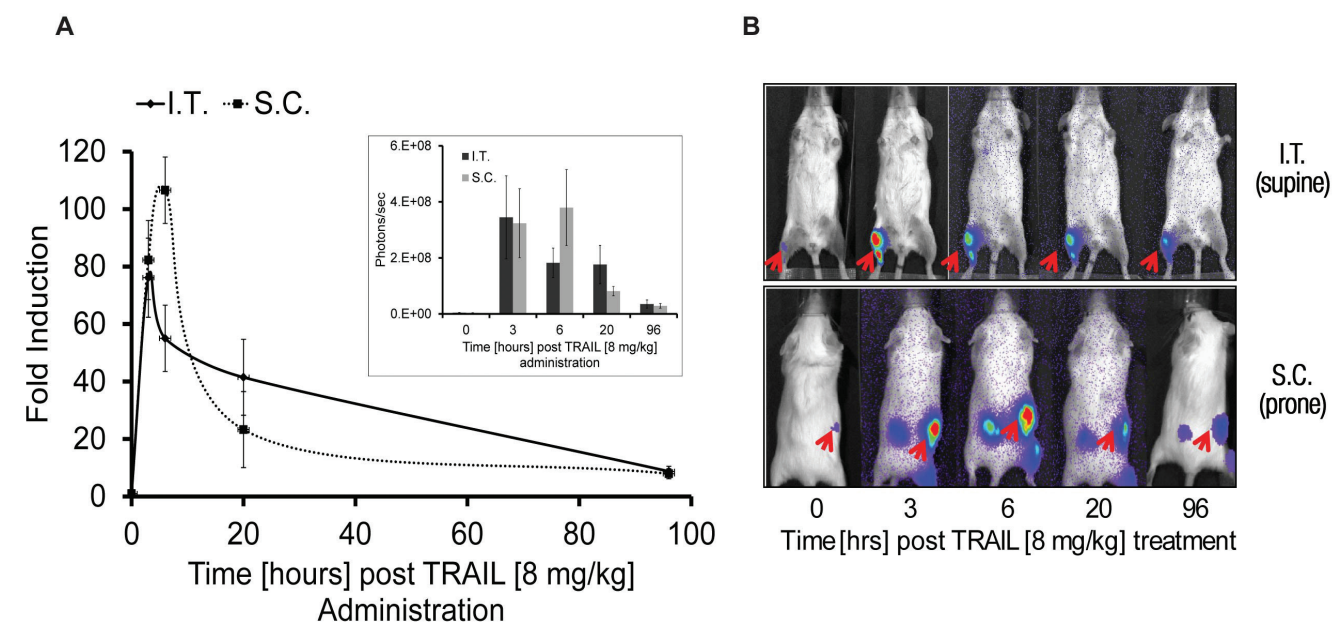 A
I.T. S.C.
120
100
80
60
40
20
0
Fold Induction
0 20 40 60 80 100
Time [hours] post TRAIL [8 mg/kg]
Administration
6.E+08
4.E+08
2.E+08
0.E+00
Photons/sec
I.T.
S.C.
0 3 6 20 96
Time [hours] post TRAIL [8 mg/kg]
administration
B
I.T.
(supine)
S.C.
(prone)
0 3 6 20 96
Time [hrs] post TRAIL [8 mg/kg] treatment